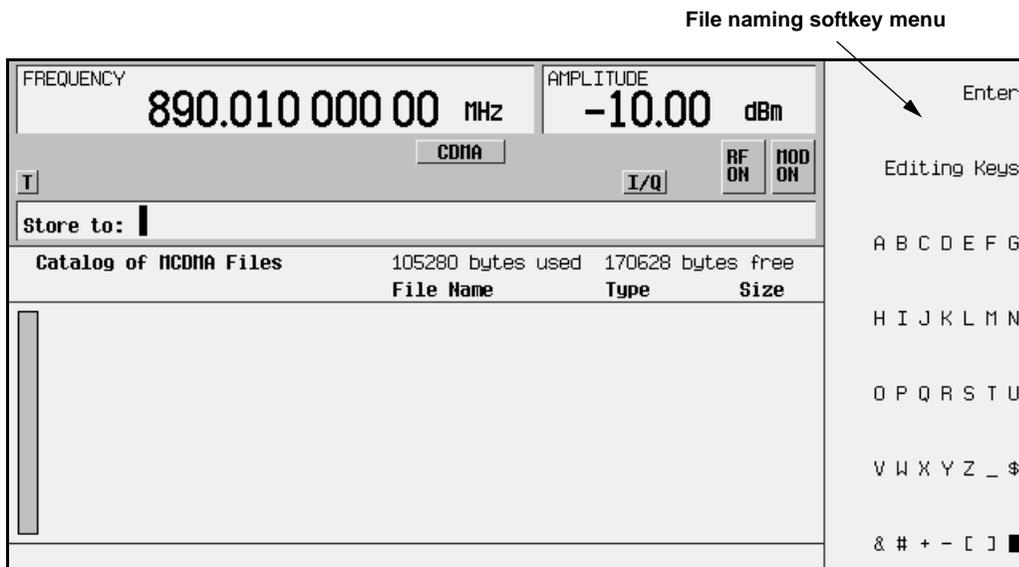 File naming softkey menu
FREQUENCY
890.010 000 00 MHz
AMPLITUDE
-10.00 dBm
CDMA
RF ON
MOD ON
T
I/Q
Store to:
Catalog of MCDMA Files 105280 bytes used 170628 bytes free
File Name Type Size
Enter
Editing Keys
A B C D E F G
H I J K L M N
O P Q R S T U
V W X Y Z _ $
& # + - [ ]